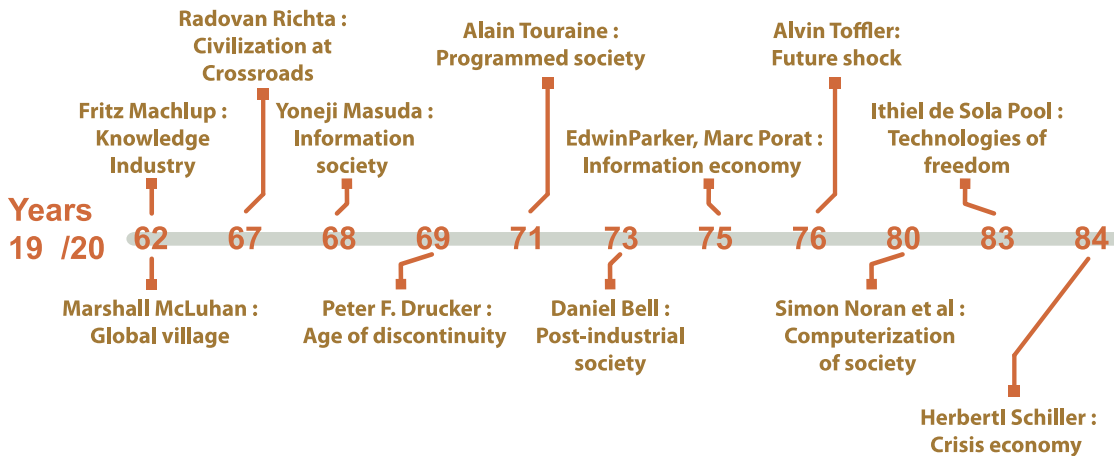 Radovan Richta :
Civilization at
Crossroads
Alain Touraine :
Programmed society
Alvin Toffler:
Future shock
Fritz Machlup :
Knowledge
Industry
Yoneji Masuda :
Information
society
EdwinParker, Marc Porat :
Information economy
Ithiel de Sola Pool :
Technologies of
freedom
Years
19 /20
62 67 68 69 71 73 75 76 80 83 84
Marshall McLuhan :
Global village
Peter F. Drucker :
Age of discontinuity
Daniel Bell :
Post-industrial
society
Simon Noran et al :
Computerization
of society
Herbertl Schiller :
Crisis economy